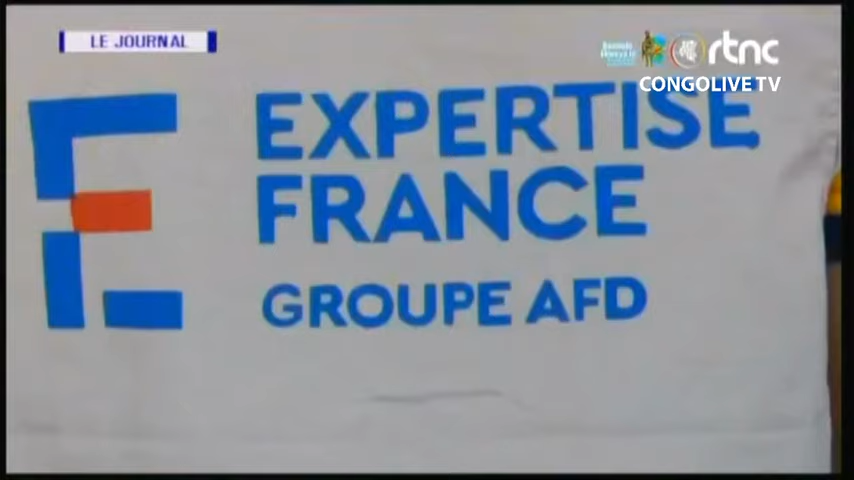 LE JOURNAL
rtnc
CONGOLIVE TV
EXPERTISE
FRANCE
GROUPE AFD